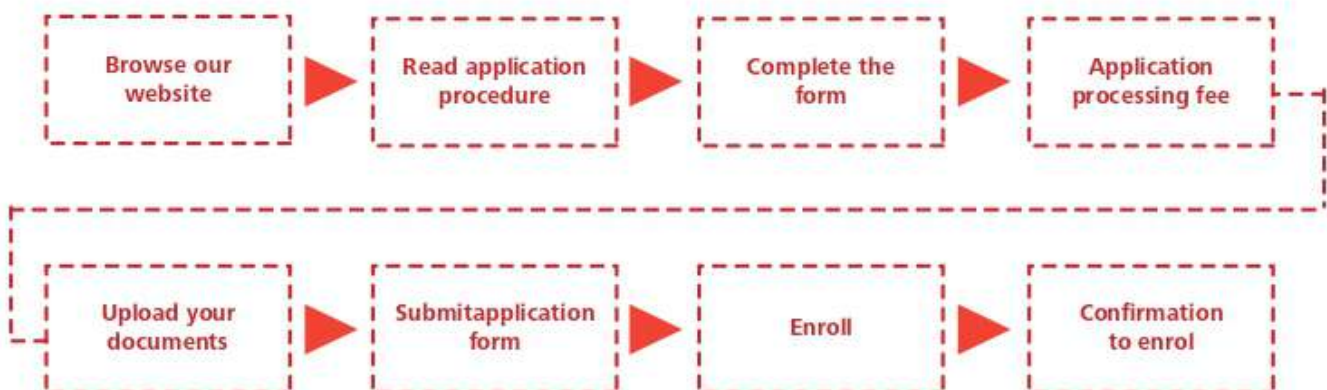 Browse our
website
Read application
procedure
Complete the
form
Application
processing fee
Upload your
documents
Submitapplication
form
Enroll
Confirmation
to enrol